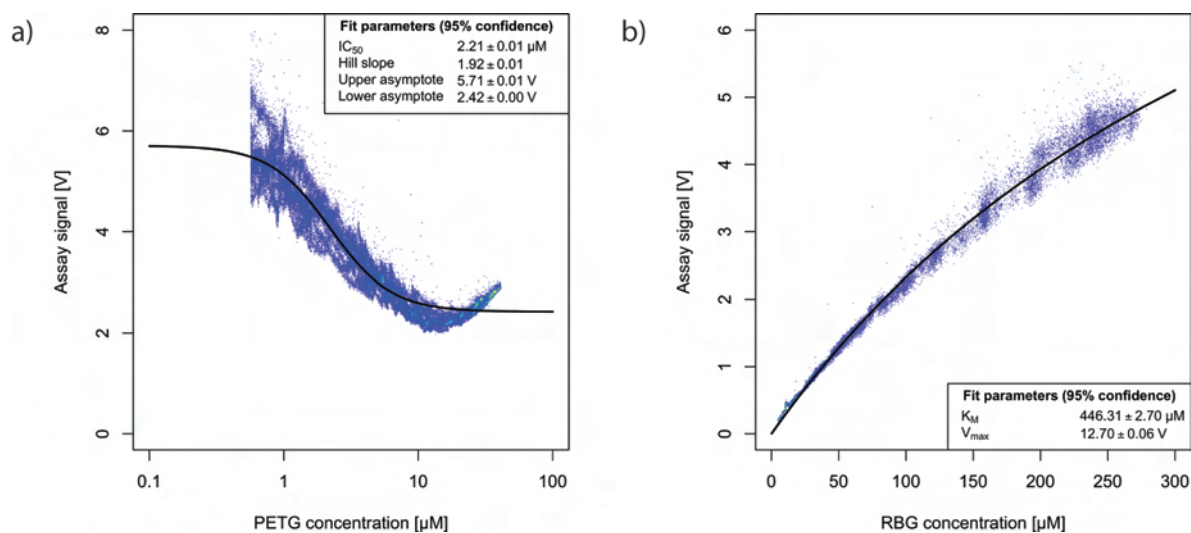 a)
Fit parameters (95% confidence)
IC50 2.21 ± 0.01 µM
Hill slope 1.92 ± 0.01
Upper asymptote 5.71 ± 0.01 V
Lower asymptote 2.42 ± 0.00 V
8
6
4
2
0
Assay signal [V]
0.1 1 10 100
PETG concentration [µM]
b)
6
5
4
3
2
1
0
Assay signal [V]
Fit parameters (95% confidence)
KM 446.31 ± 2.70 µM
Vmax 12.70 ± 0.06 V
0 50 100 150 200 250 300
RBG concentration [µM]